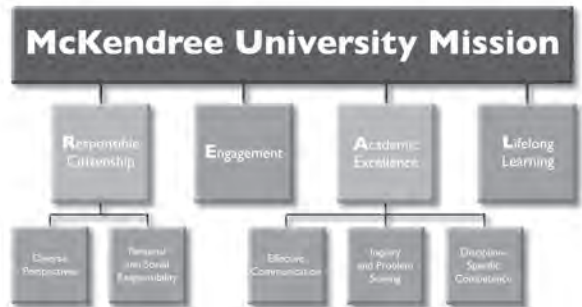 McKendree University Mission
Responsible
Citizenship
Engagement
Academic
Excellence
Lifelong
Learning
Diverse
Perspectives
Personal
and Social
Responsibility
Effective
Communication
Inquiry
and Problem
Solving
Discipline-
Specific
Competence